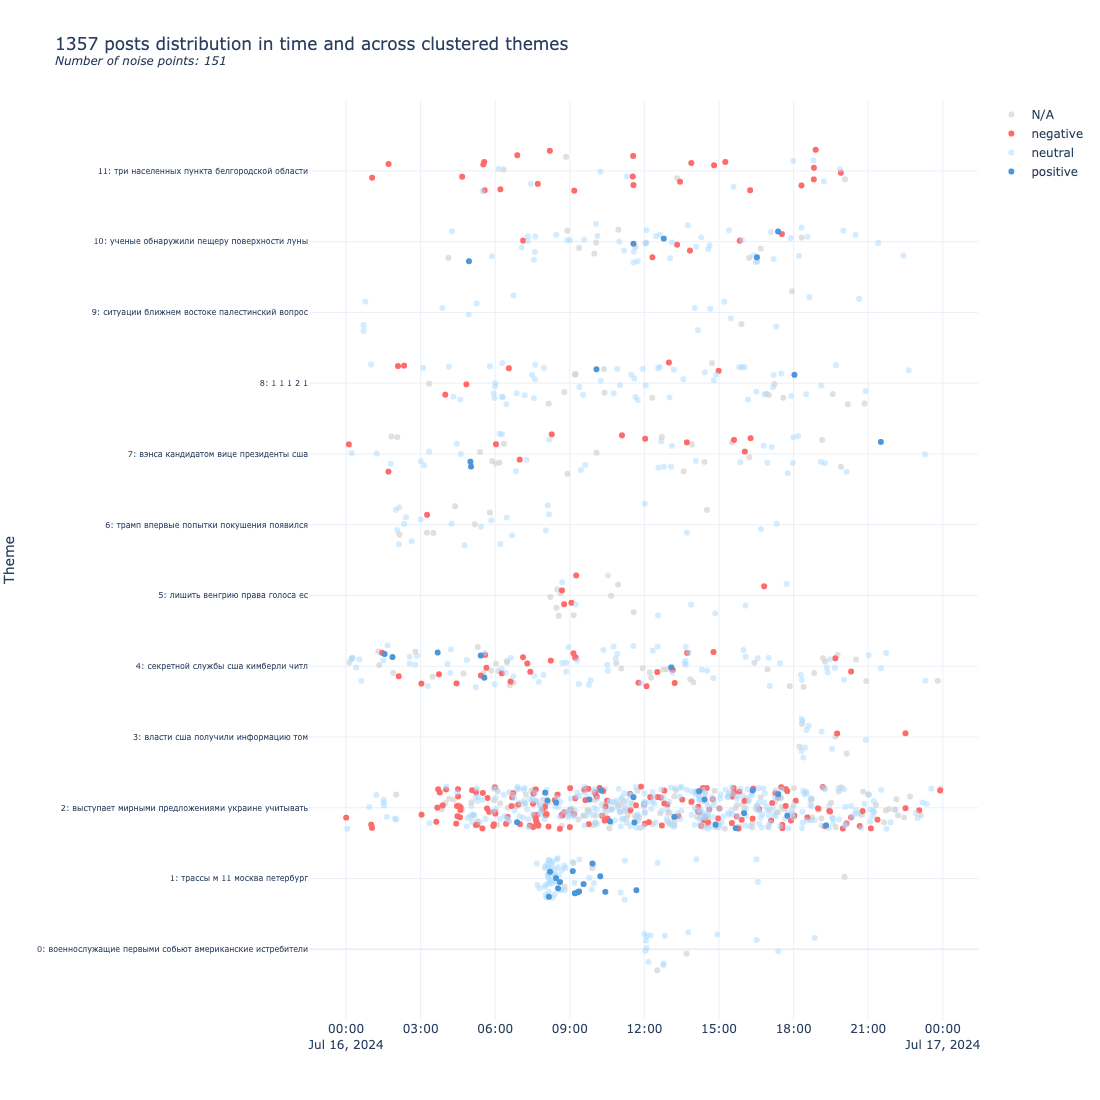 1357 posts distribution in time and across clustered themes
Number of noise points: 151
N/A
negative
neutral
positive
11: три населенных пункта белгородской области
10: ученые обнаружили пещеру поверхности луны
9: ситуации ближнем востоке палестинский вопрос
8: 1 1 1 2 1
7: вэнса кандидатом вице президенты сша
6: трамп впервые попытки покушения появился
5: лишить венгрию права голоса ес
4: секретной службы сша кимберли читл
3: власти сша получили информацию том
2: выступает мирными предложениями украине учитывать
1: трассы м 11 москва петербург
0: военнослужащие первыми собьют американские истребители
Theme
00:00 03:00 06:00 09:00 12:00 15:00 18:00 21:00 00:00
Jul 16, 2024 Jul 17, 2024